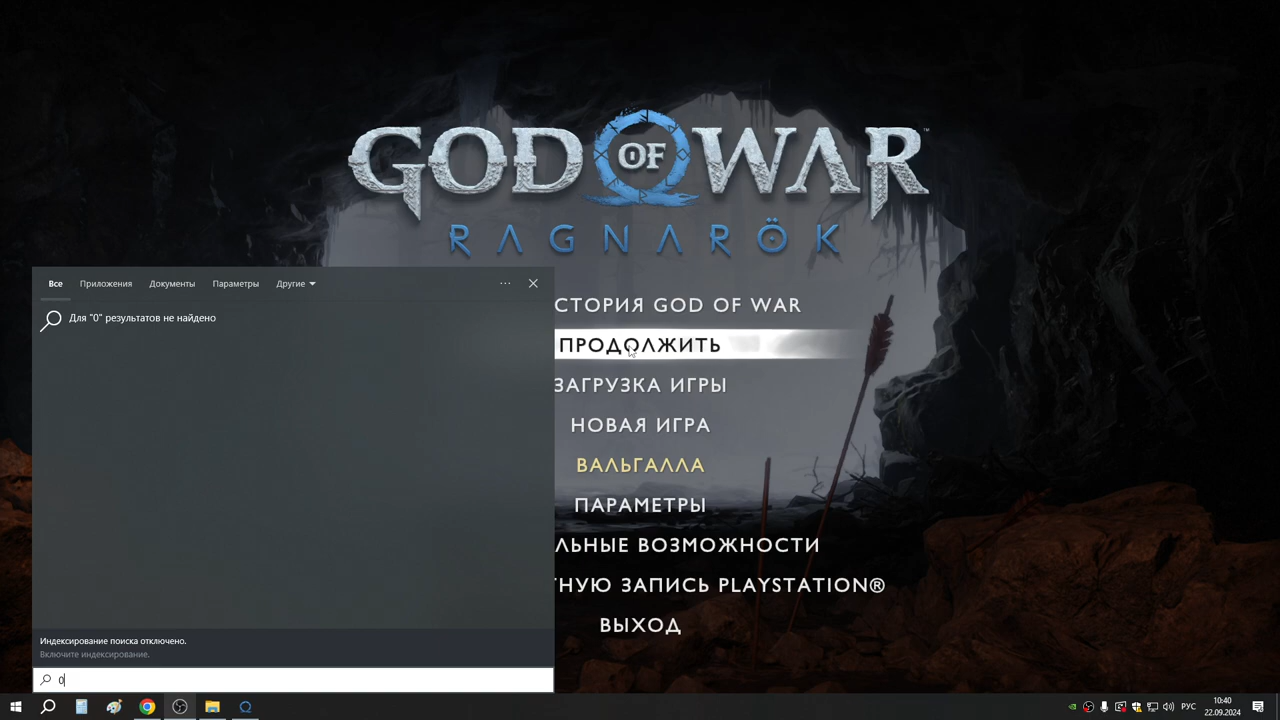 GOD OF WAR
RAGNARÖK
Все Приложения Документы Параметры Другие
Для "0" результатов не найдено
СТОРИЯ GOD OF WAR
ПРОДОЛЖИТЬ
ЗАГРУЗКА ИГРЫ
НОВАЯ ИГРА
ВАЛЬГАЛЛА
ПАРАМЕТРЫ
ЛЬНЫЕ ВОЗМОЖНОСТИ
ТНУЮ ЗАПИСЬ PLAYSTATION®
ВЫХОД
Индексирование поиска отключено.
Включите индексирование.
0
РУС
10:40
22.09.2024